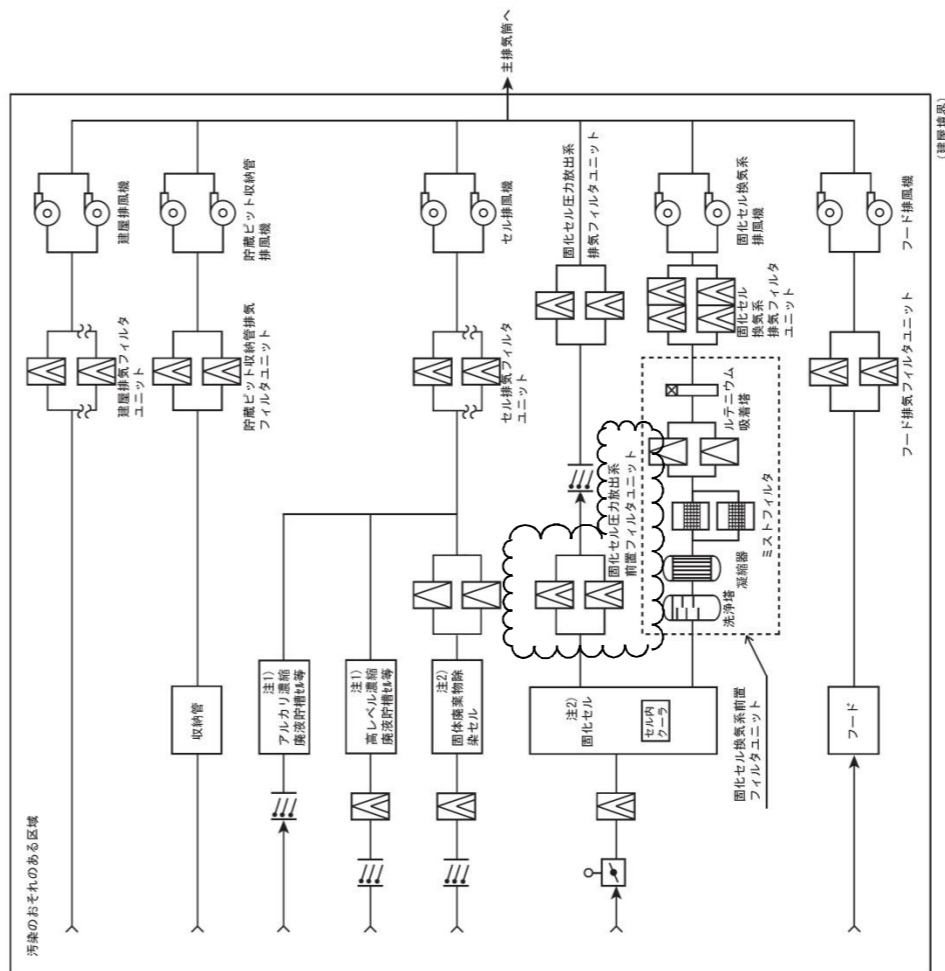 汚染のおそれのある区域
(建屋境界)
主排気筒へ
建屋排風機
建屋排気フィルタ
ユニット
貯蔵ピット収納管
排風機
貯蔵ピット収納管排気
フィルタユニット
収納管
セル排風機
セル排気フィルタ
ユニット
注1)
アルカリ濃縮
廃液貯槽セル等
注1)
高レベル濃縮
廃液貯槽セル等
注2)
固体廃棄物除
染セル
固化セル圧力放出系
排気フィルタユニット
固化セル圧力放出系
前置フィルタユニット
注2)
固化セル
セル内
クーラ
固化セル換気系
排風機
固化セル
換気系
排気フィルタ
ユニット
ルテニウム
吸着塔
ミストフィルタ
凝縮器
洗浄塔
固化セル換気系前置
フィルタユニット
フード排風機
フード排気フィルタユニット
フード